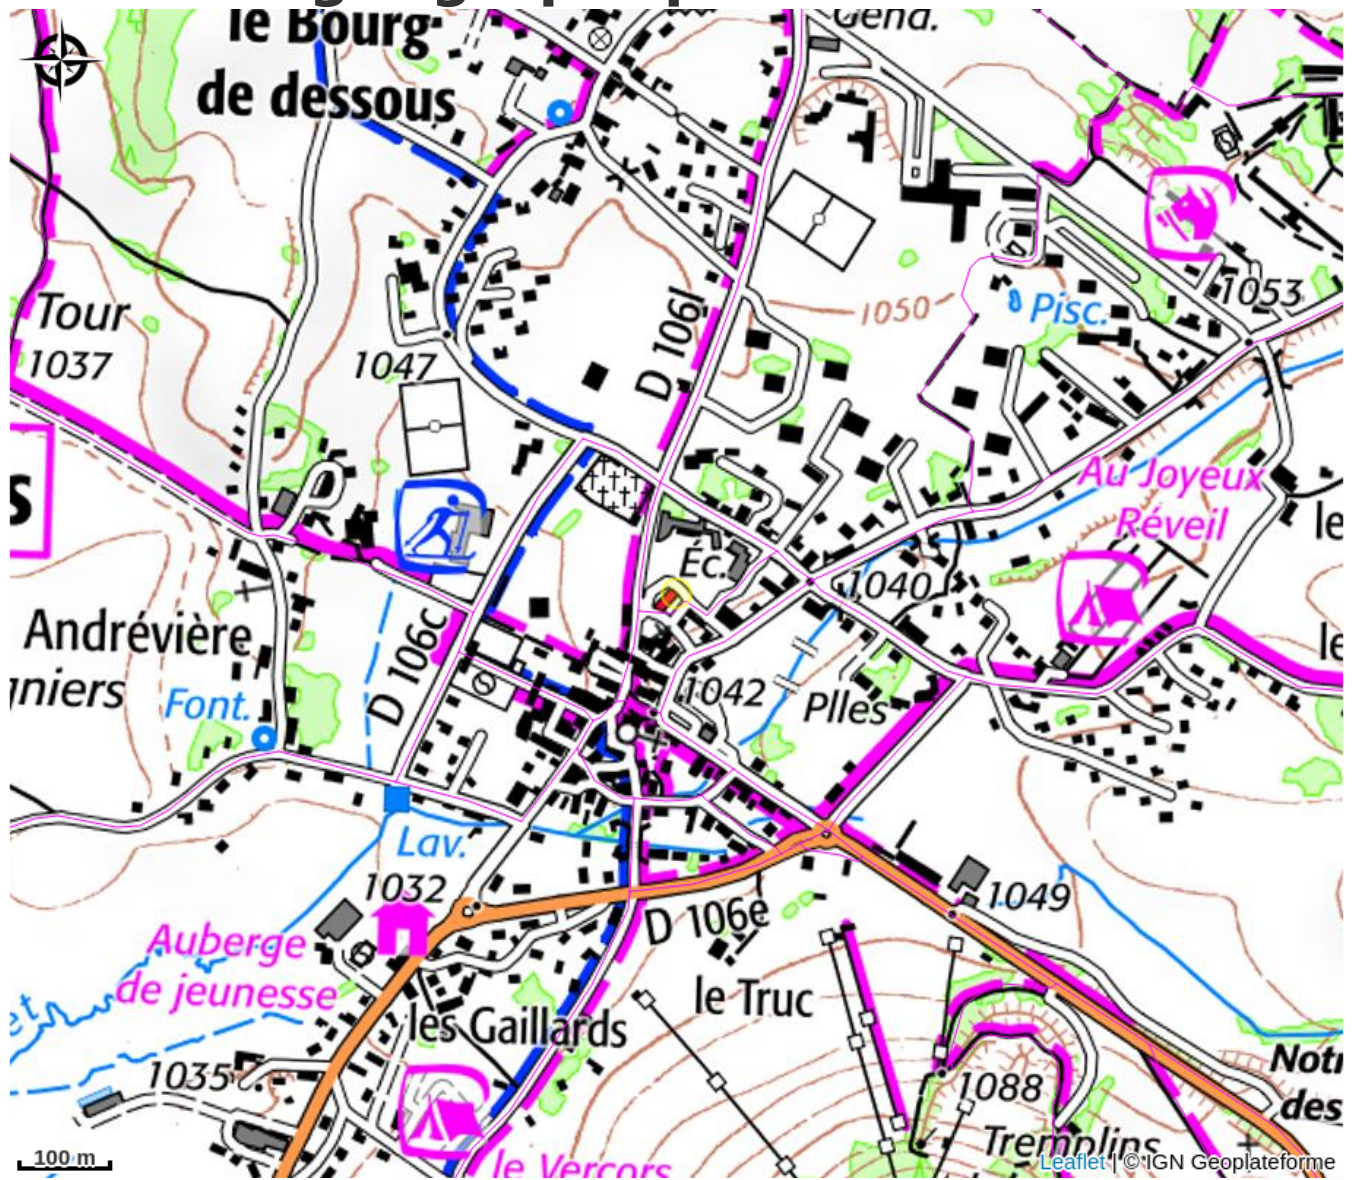 le Bourg
de dessous
Gend.
Tour
1037
1047
D 106l
1050
Pisc.
1053
Au Joyeux
Réveil
Éc.
1040
Andrévière
gniers
Font.
D 106c
1042
Plles
le
le
S
Lav.
1032
Auberge
de jeunesse
D 106e
1049
le Truc
les Gaillards
1035
1088
Tremplins
Notr
des
le Vercors
100 m
Leaflet | © IGN Geoplateforme